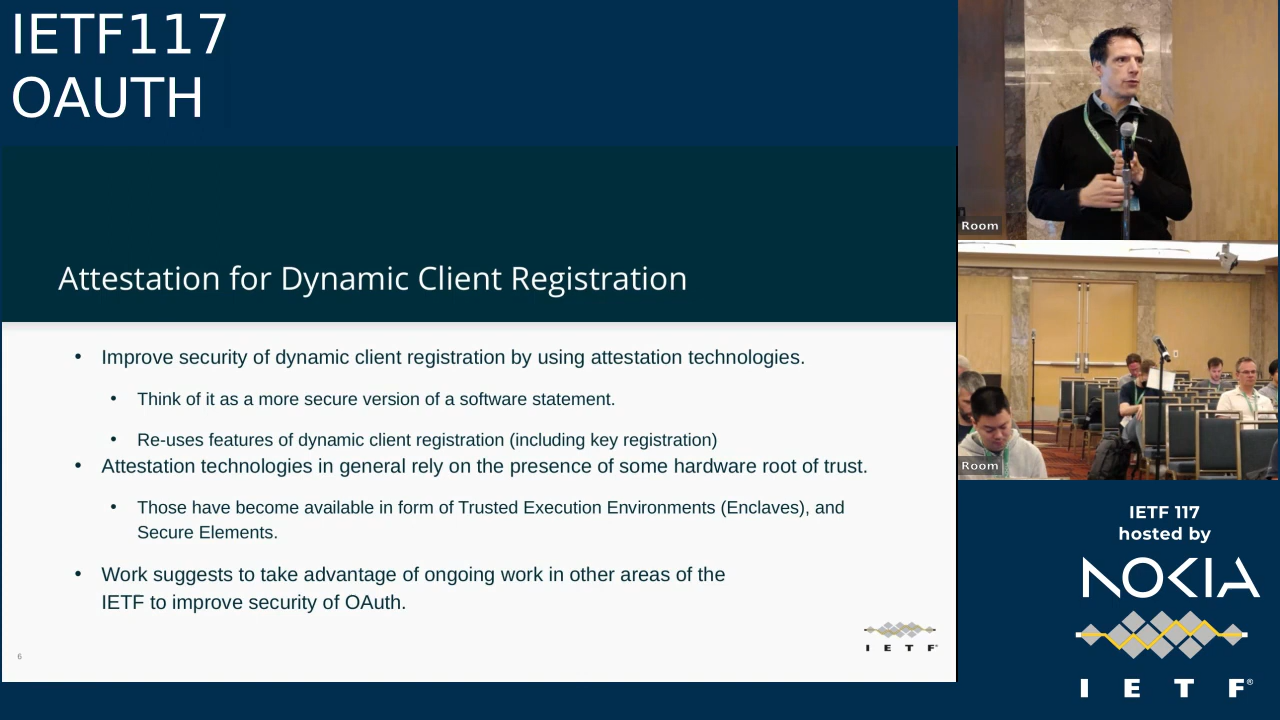 IETF117
OAUTH
Attestation for Dynamic Client Registration
• Improve security of dynamic client registration by using attestation technologies.
• Think of it as a more secure version of a software statement.
• Re-uses features of dynamic client registration (including key registration)
• Attestation technologies in general rely on the presence of some hardware root of trust.
• Those have become available in form of Trusted Execution Environments (Enclaves), and
Secure Elements.
• Work suggests to take advantage of ongoing work in other areas of the
IETF to improve security of OAuth.
6
I E T F®
Room
Room
IETF 117
hosted by
NOKIA
I E T F®